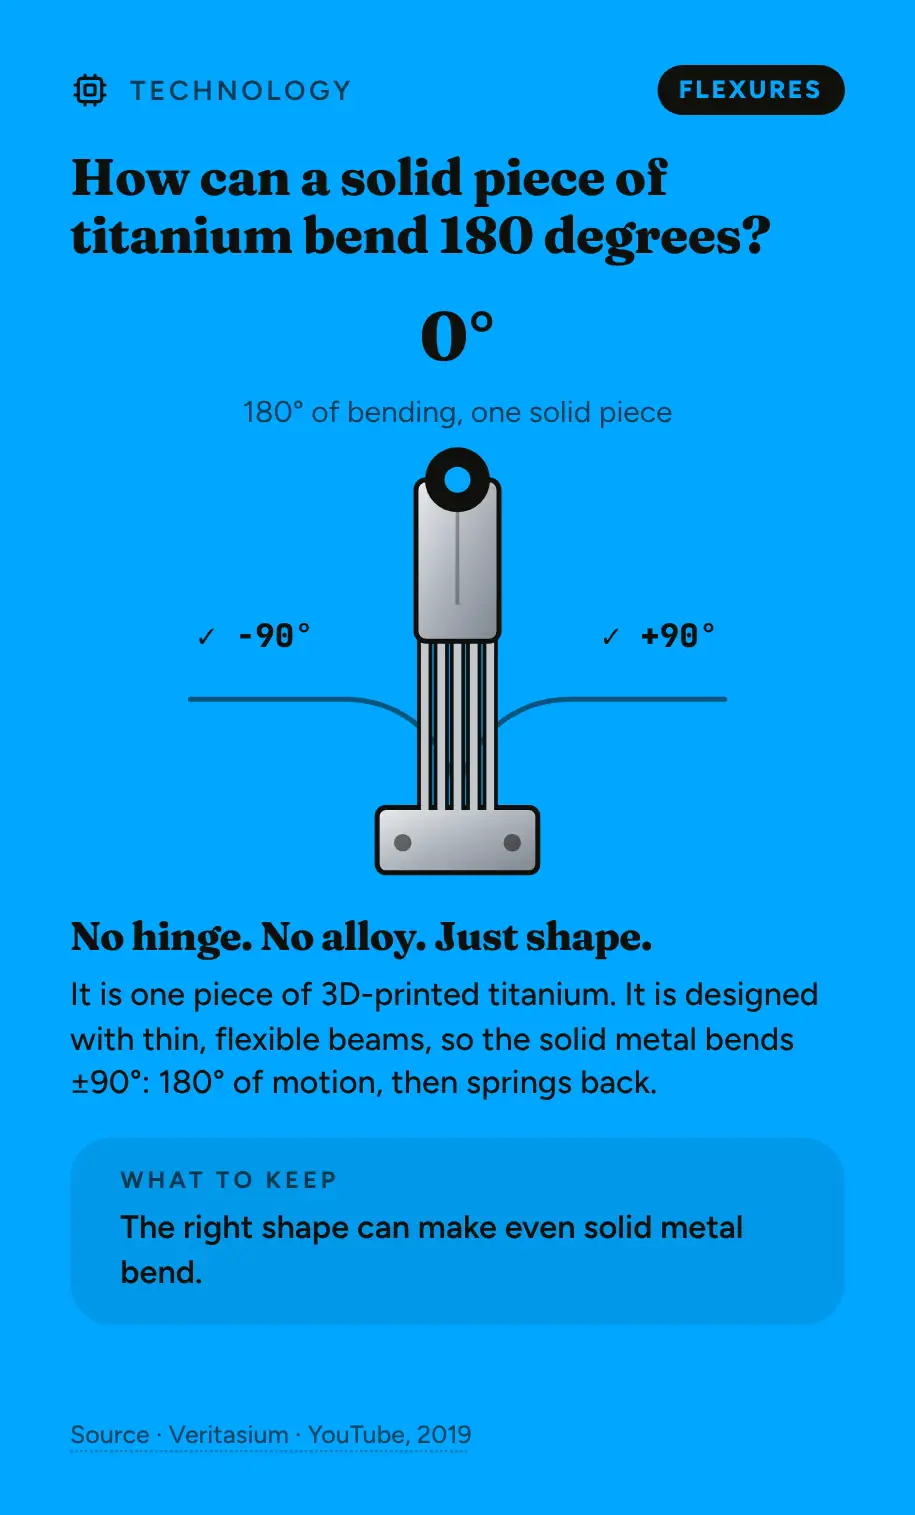 TECHNOLOGY
FLEXURES
How can a solid piece of
titanium bend 180 degrees?
0°
180° of bending, one solid piece
✓ -90°
✓ +90°
No hinge. No alloy. Just shape.
It is one piece of 3D-printed titanium. It is designed
with thin, flexible beams, so the solid metal bends
±90°: 180° of motion, then springs back.
WHAT TO KEEP
The right shape can make even solid metal
bend.
Source · Veritasium · YouTube, 2019